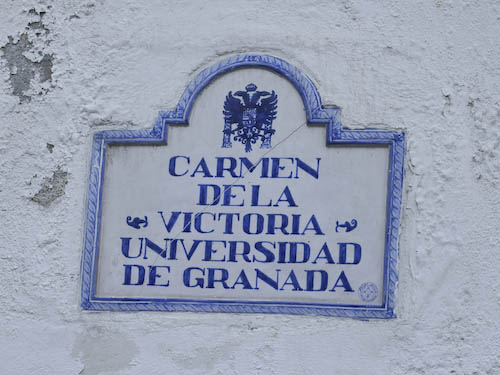 CARMEN
DE LA
VICTORIA
UNIVERSIDAD
DE GRANADA